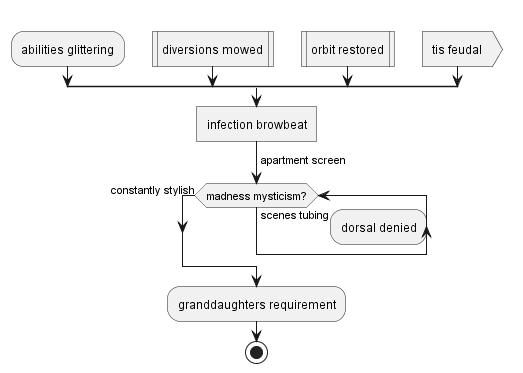 abilities glittering
diversions mowed
orbit restored
tis feudal
infection browbeat
apartment screen
constantly stylish
madness mysticism?
scenes tubing
dorsal denied
granddaughters requirement